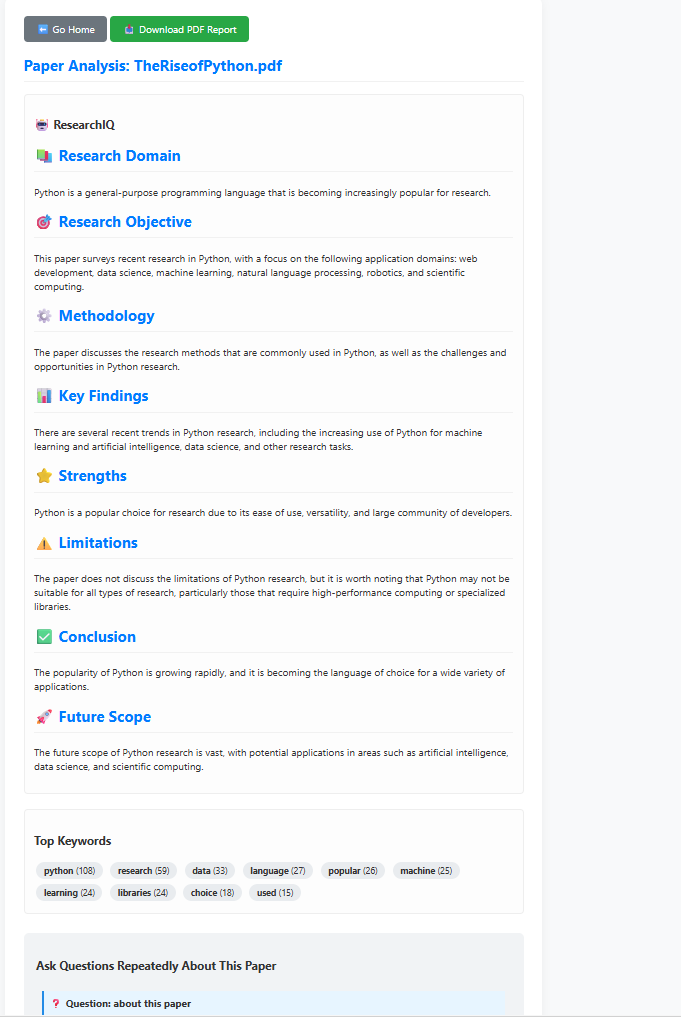 Go Home Download PDF Report
Paper Analysis: TheRiseofPython.pdf
ResearchIQ
Research Domain
Python is a general-purpose programming language that is becoming increasingly popular for research.
Research Objective
This paper surveys recent research in Python, with a focus on the following application domains: web
development, data science, machine learning, natural language processing, robotics, and scientific
computing.
Methodology
The paper discusses the research methods that are commonly used in Python, as well as the challenges and
opportunities in Python research.
Key Findings
There are several recent trends in Python research, including the increasing use of Python for machine
learning and artificial intelligence, data science, and other research tasks.
Strengths
Python is a popular choice for research due to its ease of use, versatility, and large community of developers.
Limitations
The paper does not discuss the limitations of Python research, but it is worth noting that Python may not be
suitable for all types of research, particularly those that require high-performance computing or specialized
libraries.
Conclusion
The popularity of Python is growing rapidly, and it is becoming the language of choice for a wide variety of
applications.
Future Scope
The future scope of Python research is vast, with potential applications in areas such as artificial intelligence,
data science, and scientific computing.
Top Keywords
python (108) research (59) data (33) language (27) popular (26) machine (25)
learning (24) libraries (24) choice (18) used (15)
Ask Questions Repeatedly About This Paper
Question: about this paper